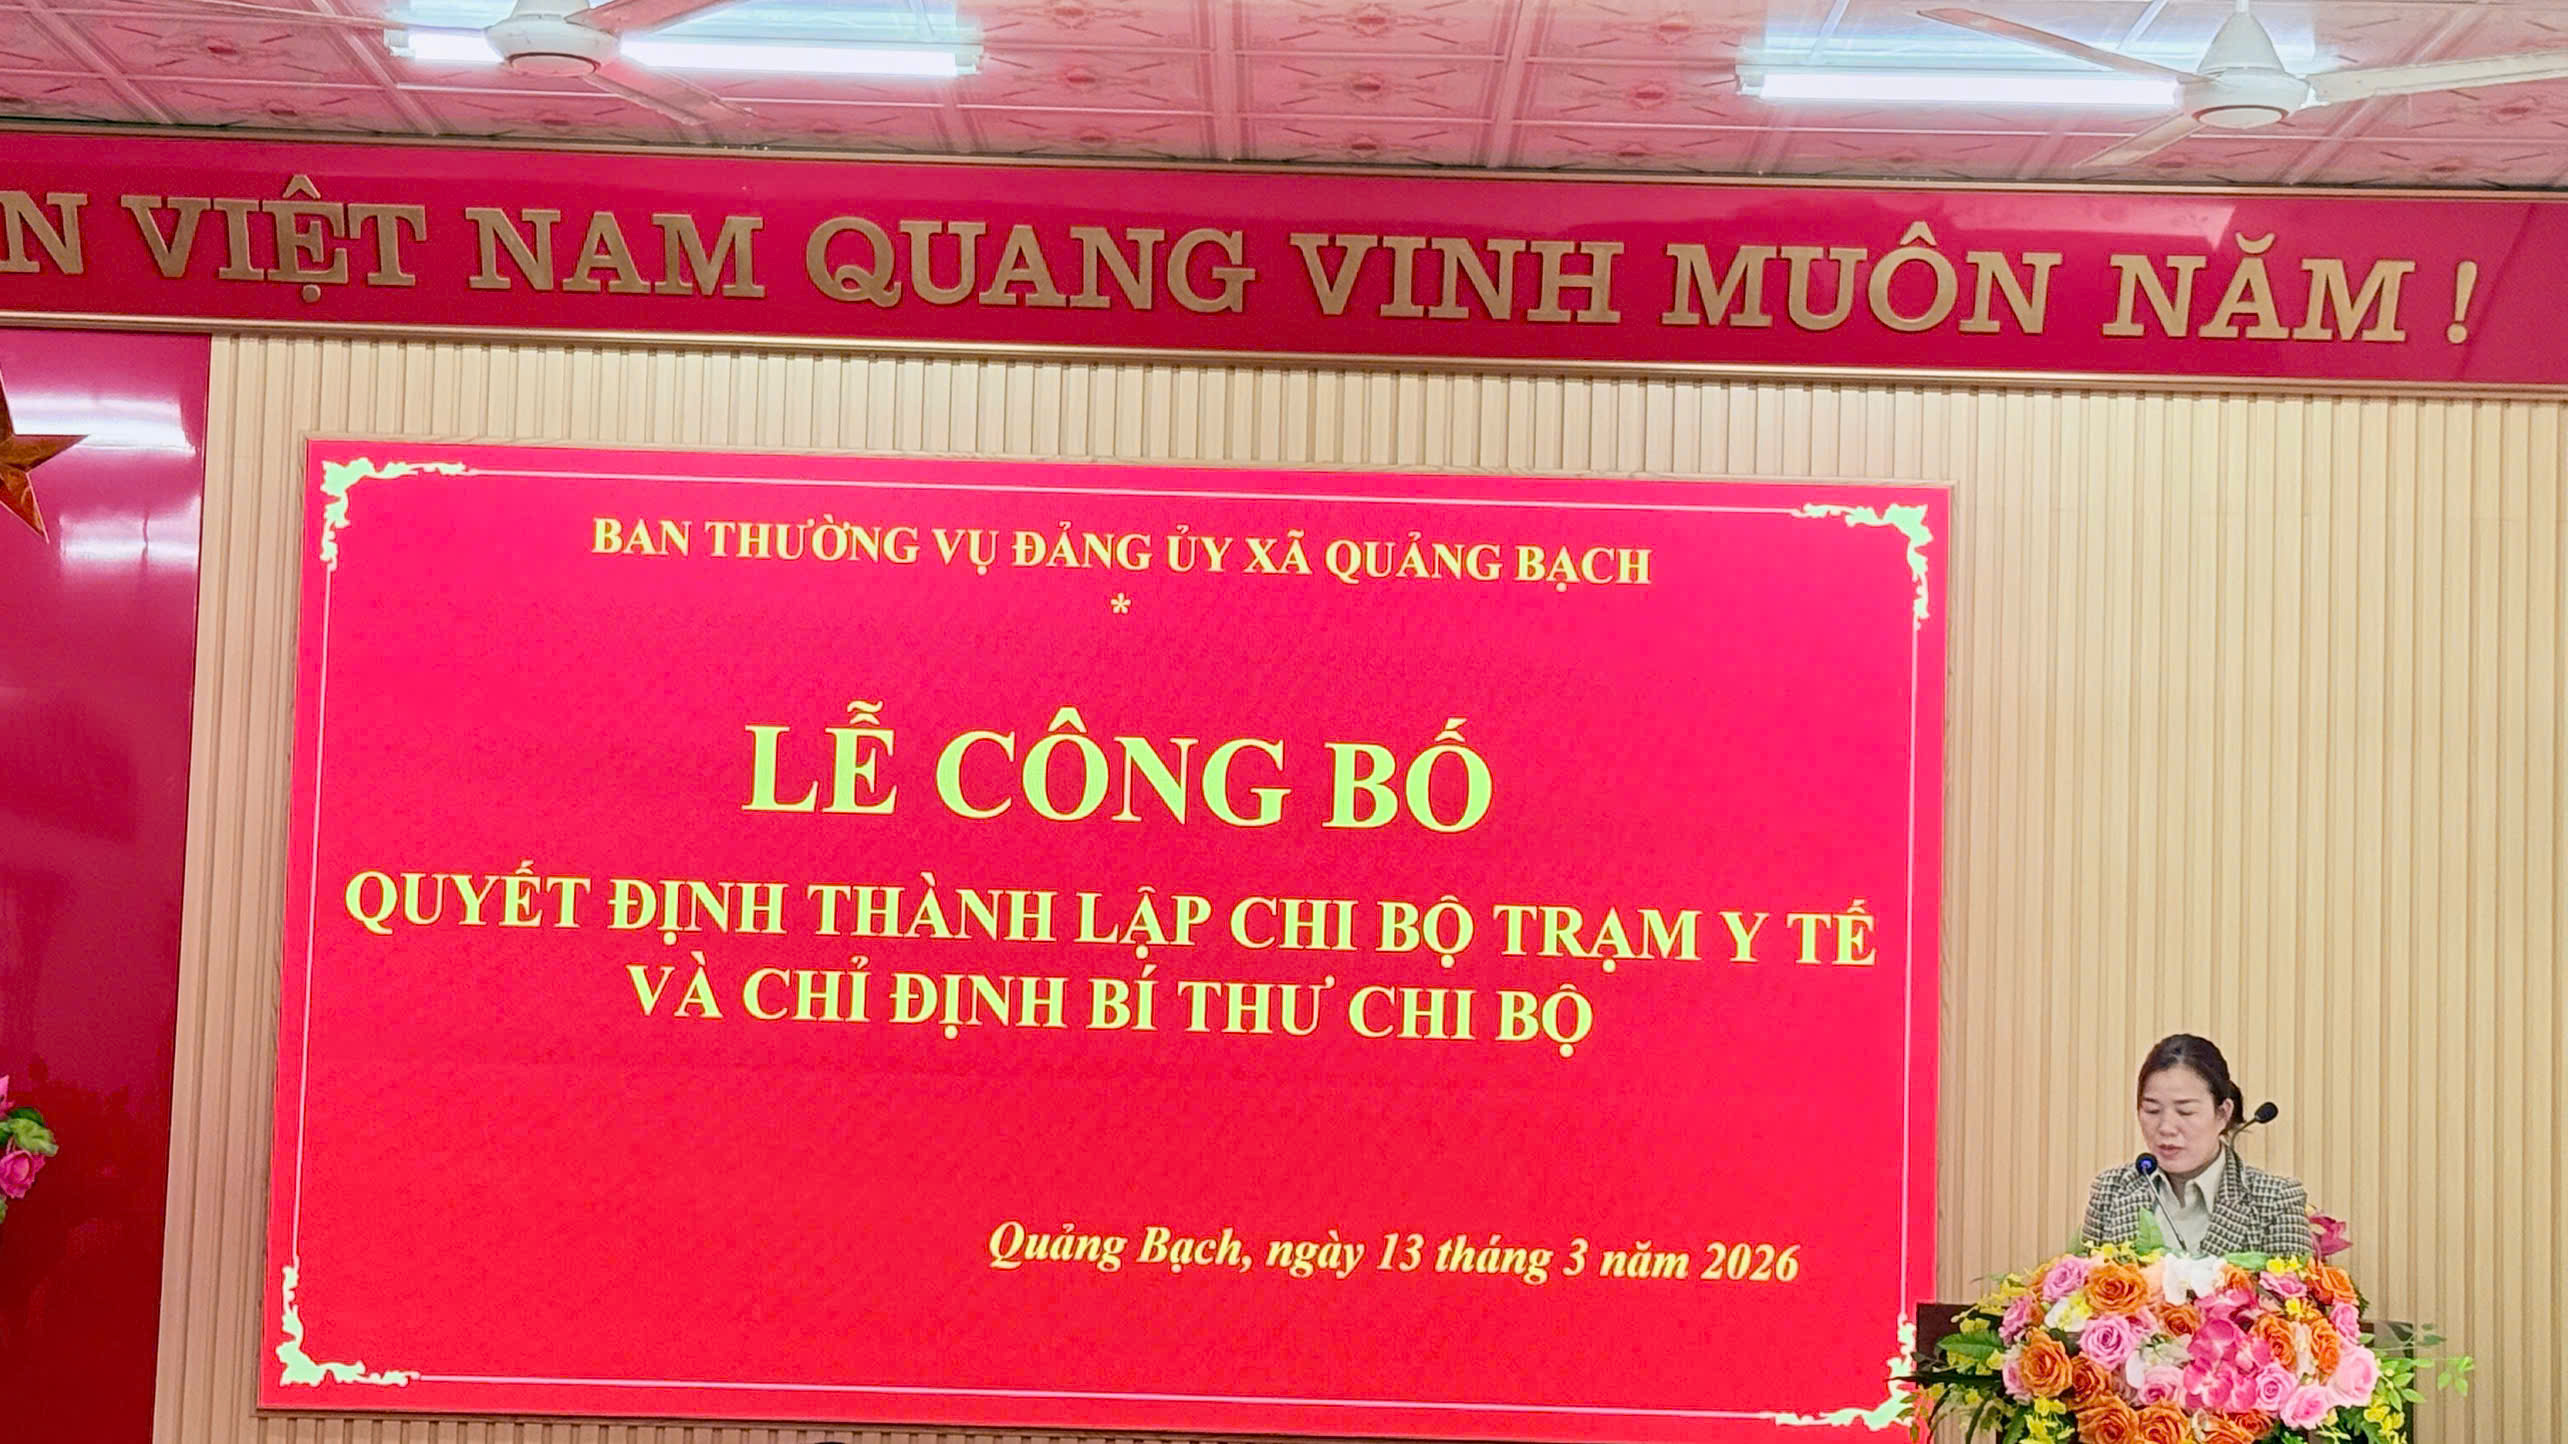 N VIỆT NAM QUANG VINH MUÔN NĂM !
BAN THƯỜNG VỤ ĐẢNG ỦY XÃ QUẢNG BẠCH
*
LỄ CÔNG BỐ
QUYẾT ĐỊNH THÀNH LẬP CHI BỘ TRẠM Y TẾ
VÀ CHỈ ĐỊNH BÍ THƯ CHI BỘ
Quảng Bạch, ngày 13 tháng 3 năm 2026